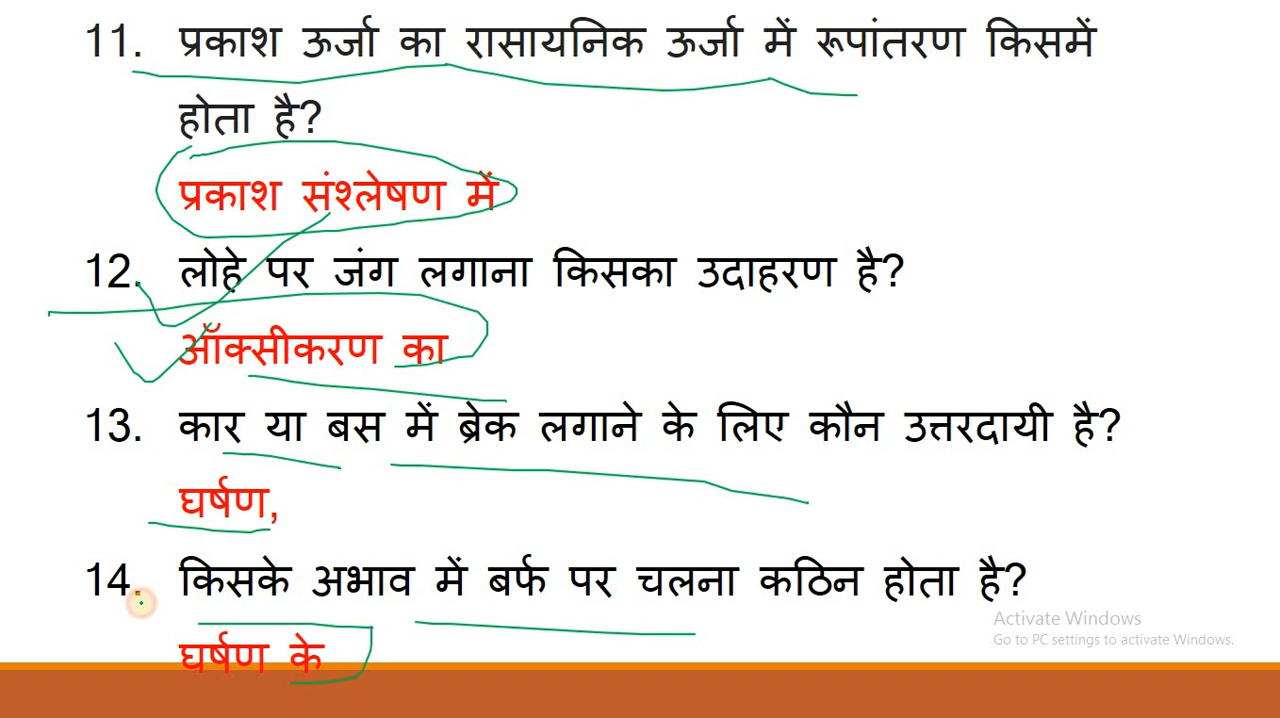 11. प्रकाश ऊर्जा का रासायनिक ऊर्जा में रूपांतरण किसमें
होता है?
प्रकाश संश्लेषण में
12. लोहे पर जंग लगाना किसका उदाहरण है?
ऑक्सीकरण का
13. कार या बस में ब्रेक लगाने के लिए कौन उत्तरदायी है?
घर्षण,
14. किसके अभाव में बर्फ पर चलना कठिन होता है?
घर्षण के
Activate Windows
Go to PC settings to activate Windows.